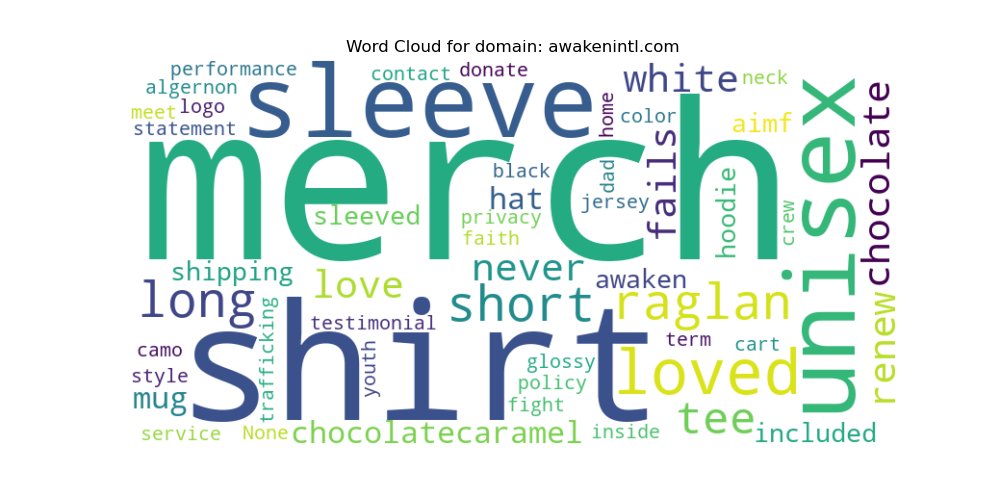 Word Cloud for domain: awakenintl.com
performance
contact
donate
white
neck
algernon
sleeve
home
color
meet
logo
aimf
statement
merch
black
dad
fails
unisex
chocolate
hat
jersey
hoodie
sleeved
privacy
crew
faith
shipping
love
never
awaken
long
short
raglan
renew
trafficking
testimonial
shirt
term
cart
camo
youth
glossy
loved
style
policy
mug
fight
tee
service
None
chocolatecaramel
inside
included